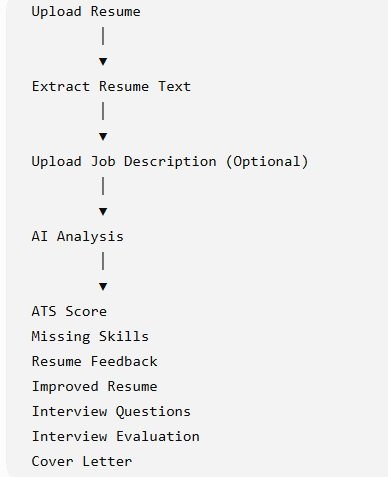 Upload Resume
│
▼
Extract Resume Text
│
▼
Upload Job Description (Optional)
│
▼
AI Analysis
│
▼
ATS Score
Missing Skills
Resume Feedback
Improved Resume
Interview Questions
Interview Evaluation
Cover Letter